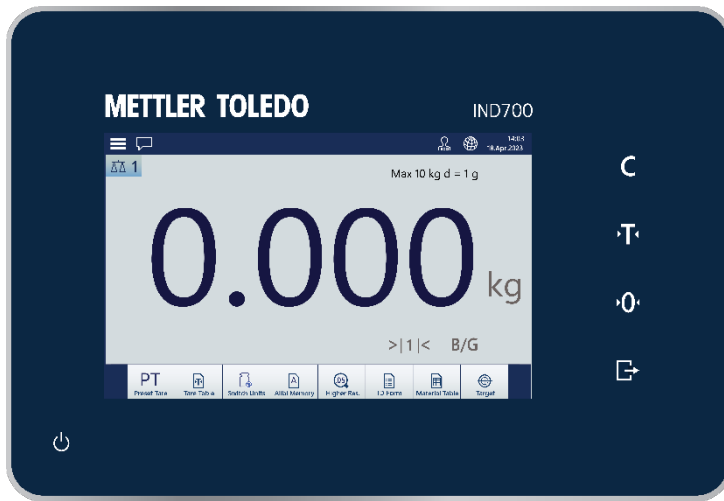 METTLER TOLEDO
IND700
14:03
18.Apr.2023
1
Max 10 kg d = 1 g
0.000 kg
>|1|< B/G
C
T
0
PT
Preset Tare
Tare Table
Switch Units
Alibi Memory
Higher Res.
ID Form
Material Table
Target